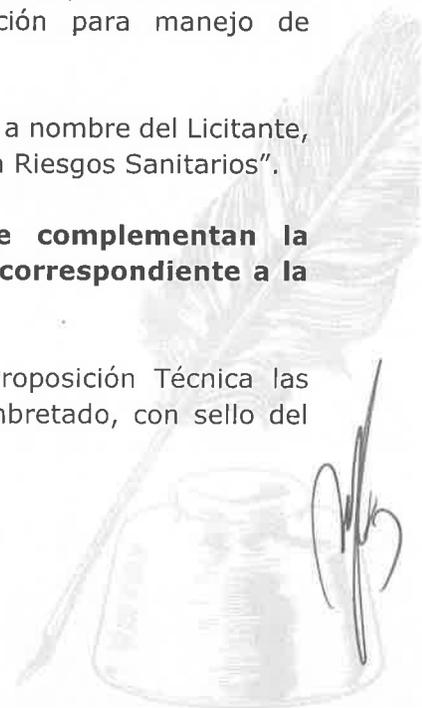 ción para manejo de
a nombre del Licitante,
Riesgos Sanitarios".
complementan la
correspondiente a la
roposición Técnica las
bretado, con sello del